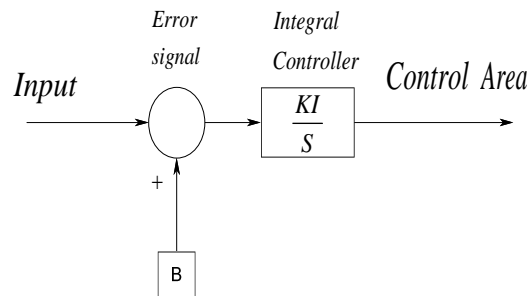 Error
signal
Integral
Controller
Input
Control Area
KI
S
+
B